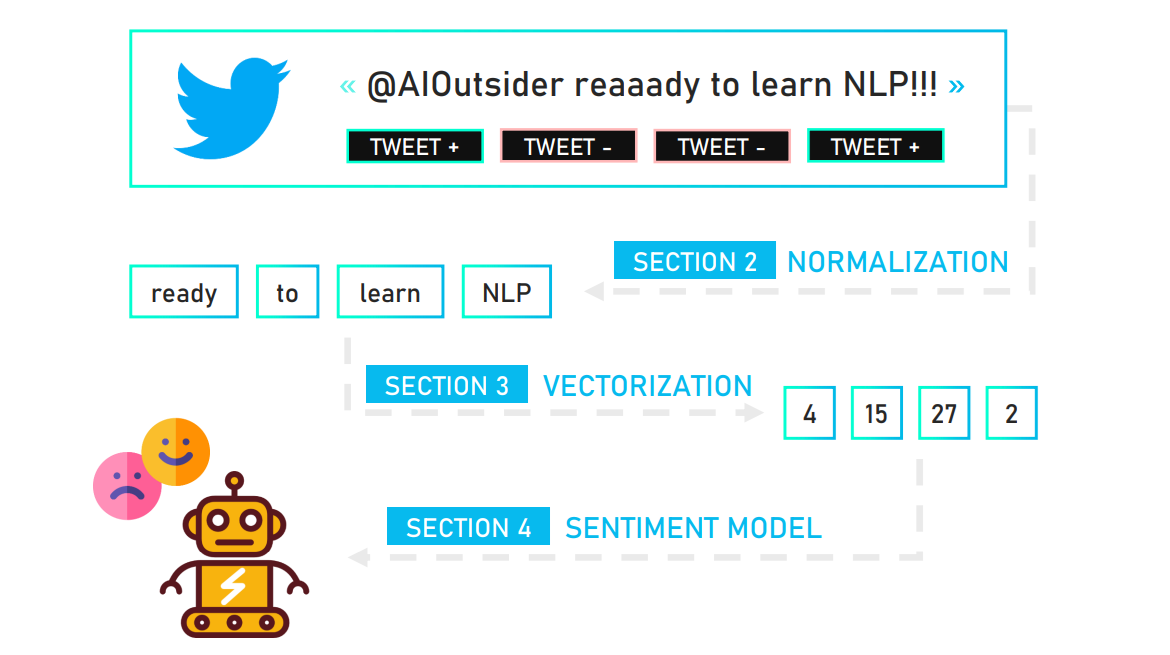 « @AIOutsider reaaady to learn NLP!!! »
TWEET + TWEET - TWEET - TWEET +
SECTION 2 NORMALIZATION
ready to learn NLP
SECTION 3 VECTORIZATION
4 15 27 2
SECTION 4 SENTIMENT MODEL